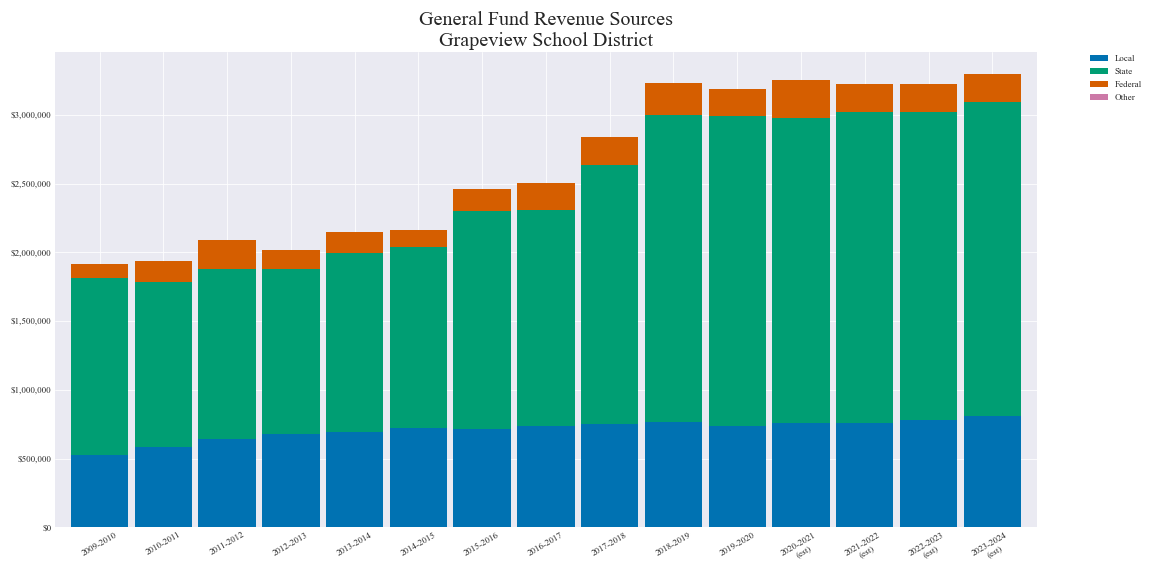 General Fund Revenue Sources
Grapeview School District
Local
State
Federal
Other
$3,000,000
$2,500,000
$2,000,000
$1,500,000
$1,000,000
$500,000
$0
2009-2010
2010-2011
2011-2012
2012-2013
2013-2014
2014-2015
2015-2016
2016-2017
2017-2018
2018-2019
2019-2020
2020-2021
(est)
2021-2022
(est)
2022-2023
(est)
2023-2024
(est)